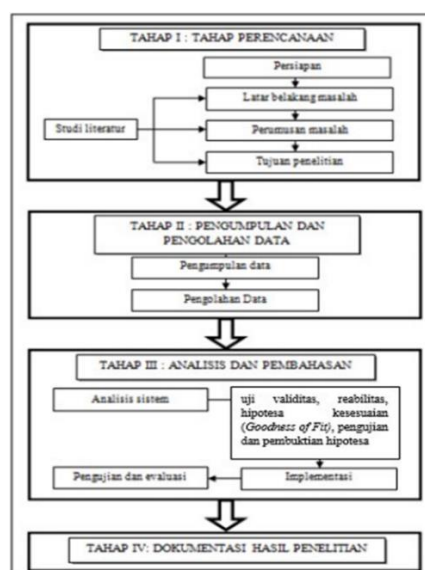 TAHAP I : TAHAP PERENCANAAN
Persiapan
Latar belakang masalah
Studi literatur
Perumusan masalah
Tujuan penelitian
TAHAP II : PENGUMPULAN DAN
PENGOLAHAN DATA
Pengumpulan data
Pengolahan Data
TAHAP III : ANALISIS DAN PEMBAHASAN
Analisis sistem
uji validitas, reabilitas,
hipotesa kesesuaian
(Goodness of Fit), pengujian
dan pembuktian hipotesa
Pengujian dan evaluasi
Implementasi
TAHAP IV: DOKUMENTASI HASIL PENELITIAN